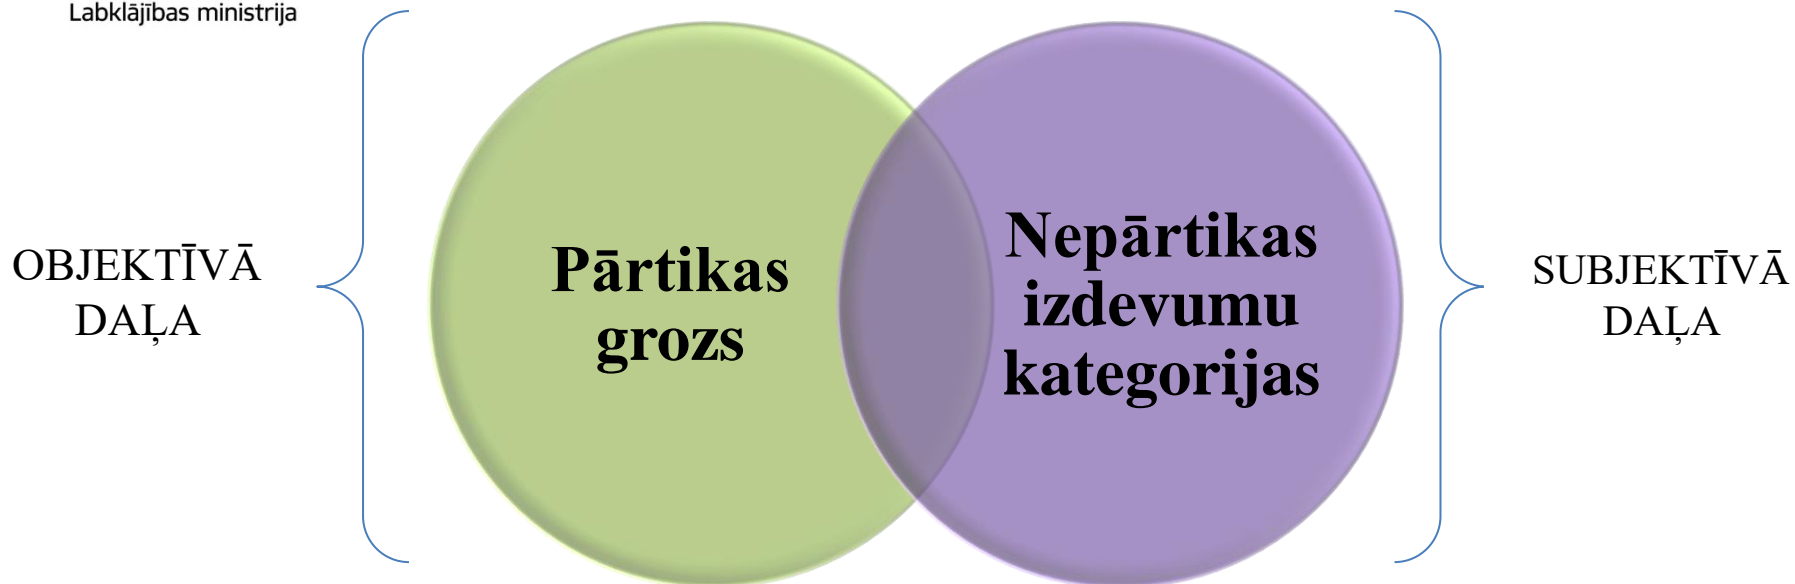 Labklājības ministrija
OBJEKTĪVĀ
DAĻA
Pārtikas
grozs
Nepārtikas
izdevumu
kategorijas
SUBJEKTĪVĀ
DAĻA